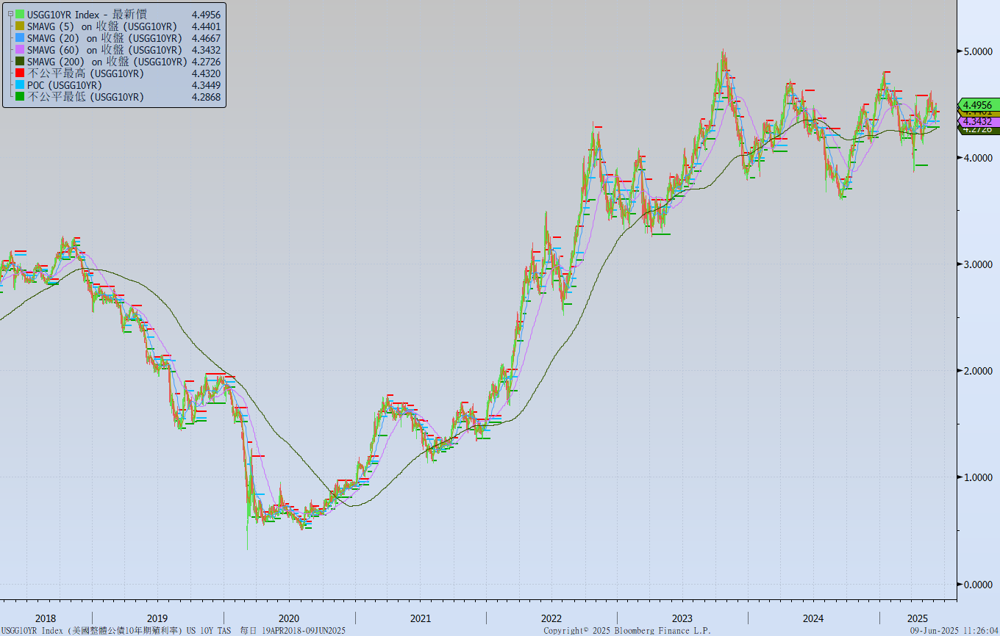 USGG10YR Index - 最新價 4.4956
SMAVG (5) on 收盤 (USGG10YR) 4.4401
SMAVG (20) on 收盤 (USGG10YR) 4.4667
SMAVG (60) on 收盤 (USGG10YR) 4.3432
SMAVG (200) on 收盤 (USGG10YR) 4.2726
不公平最高 (USGG10YR) 4.4320
POC (USGG10YR) 4.3449
不公平最低 (USGG10YR) 4.2868
5.0000
4.4956
4.4401
4.3432
4.2726
4.0000
3.0000
2.0000
1.0000
0.0000
2018 2019 2020 2021 2022 2023 2024 2025
USGG10YR Index (美國整體公債10年期殖利率) US 10Y TAS 每日 19APR2018-09JUN2025 Copyright© 2025 Bloomberg Finance L.P. 09-Jun-2025 11:26:04